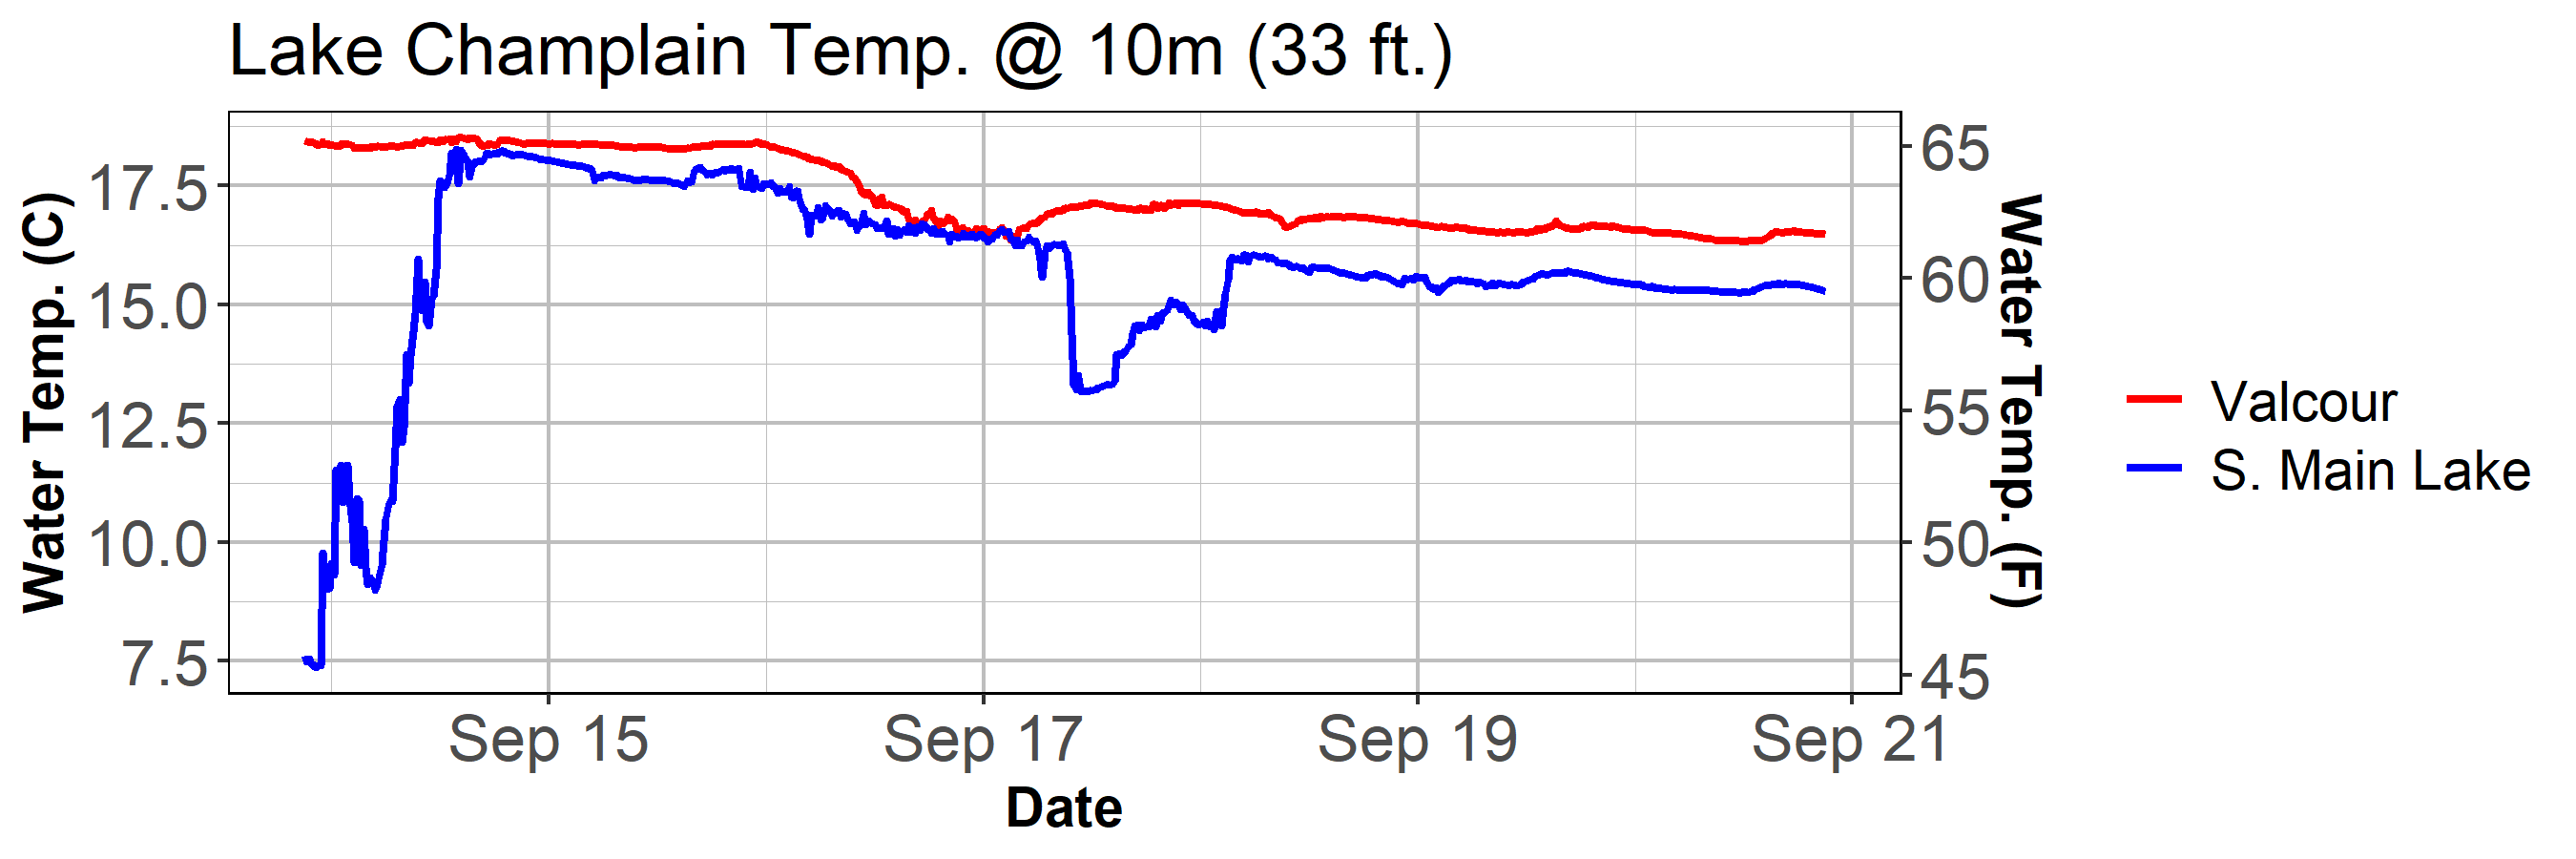 Lake Champlain Temp. @ 10m (33 ft.)
Water Temp. (C)
17.5
15.0
12.5
10.0
7.5
65
60
55
50
45
Water Temp. (F)
Sep 15
Sep 17
Sep 19
Sep 21
Date
Valcour
S. Main Lake